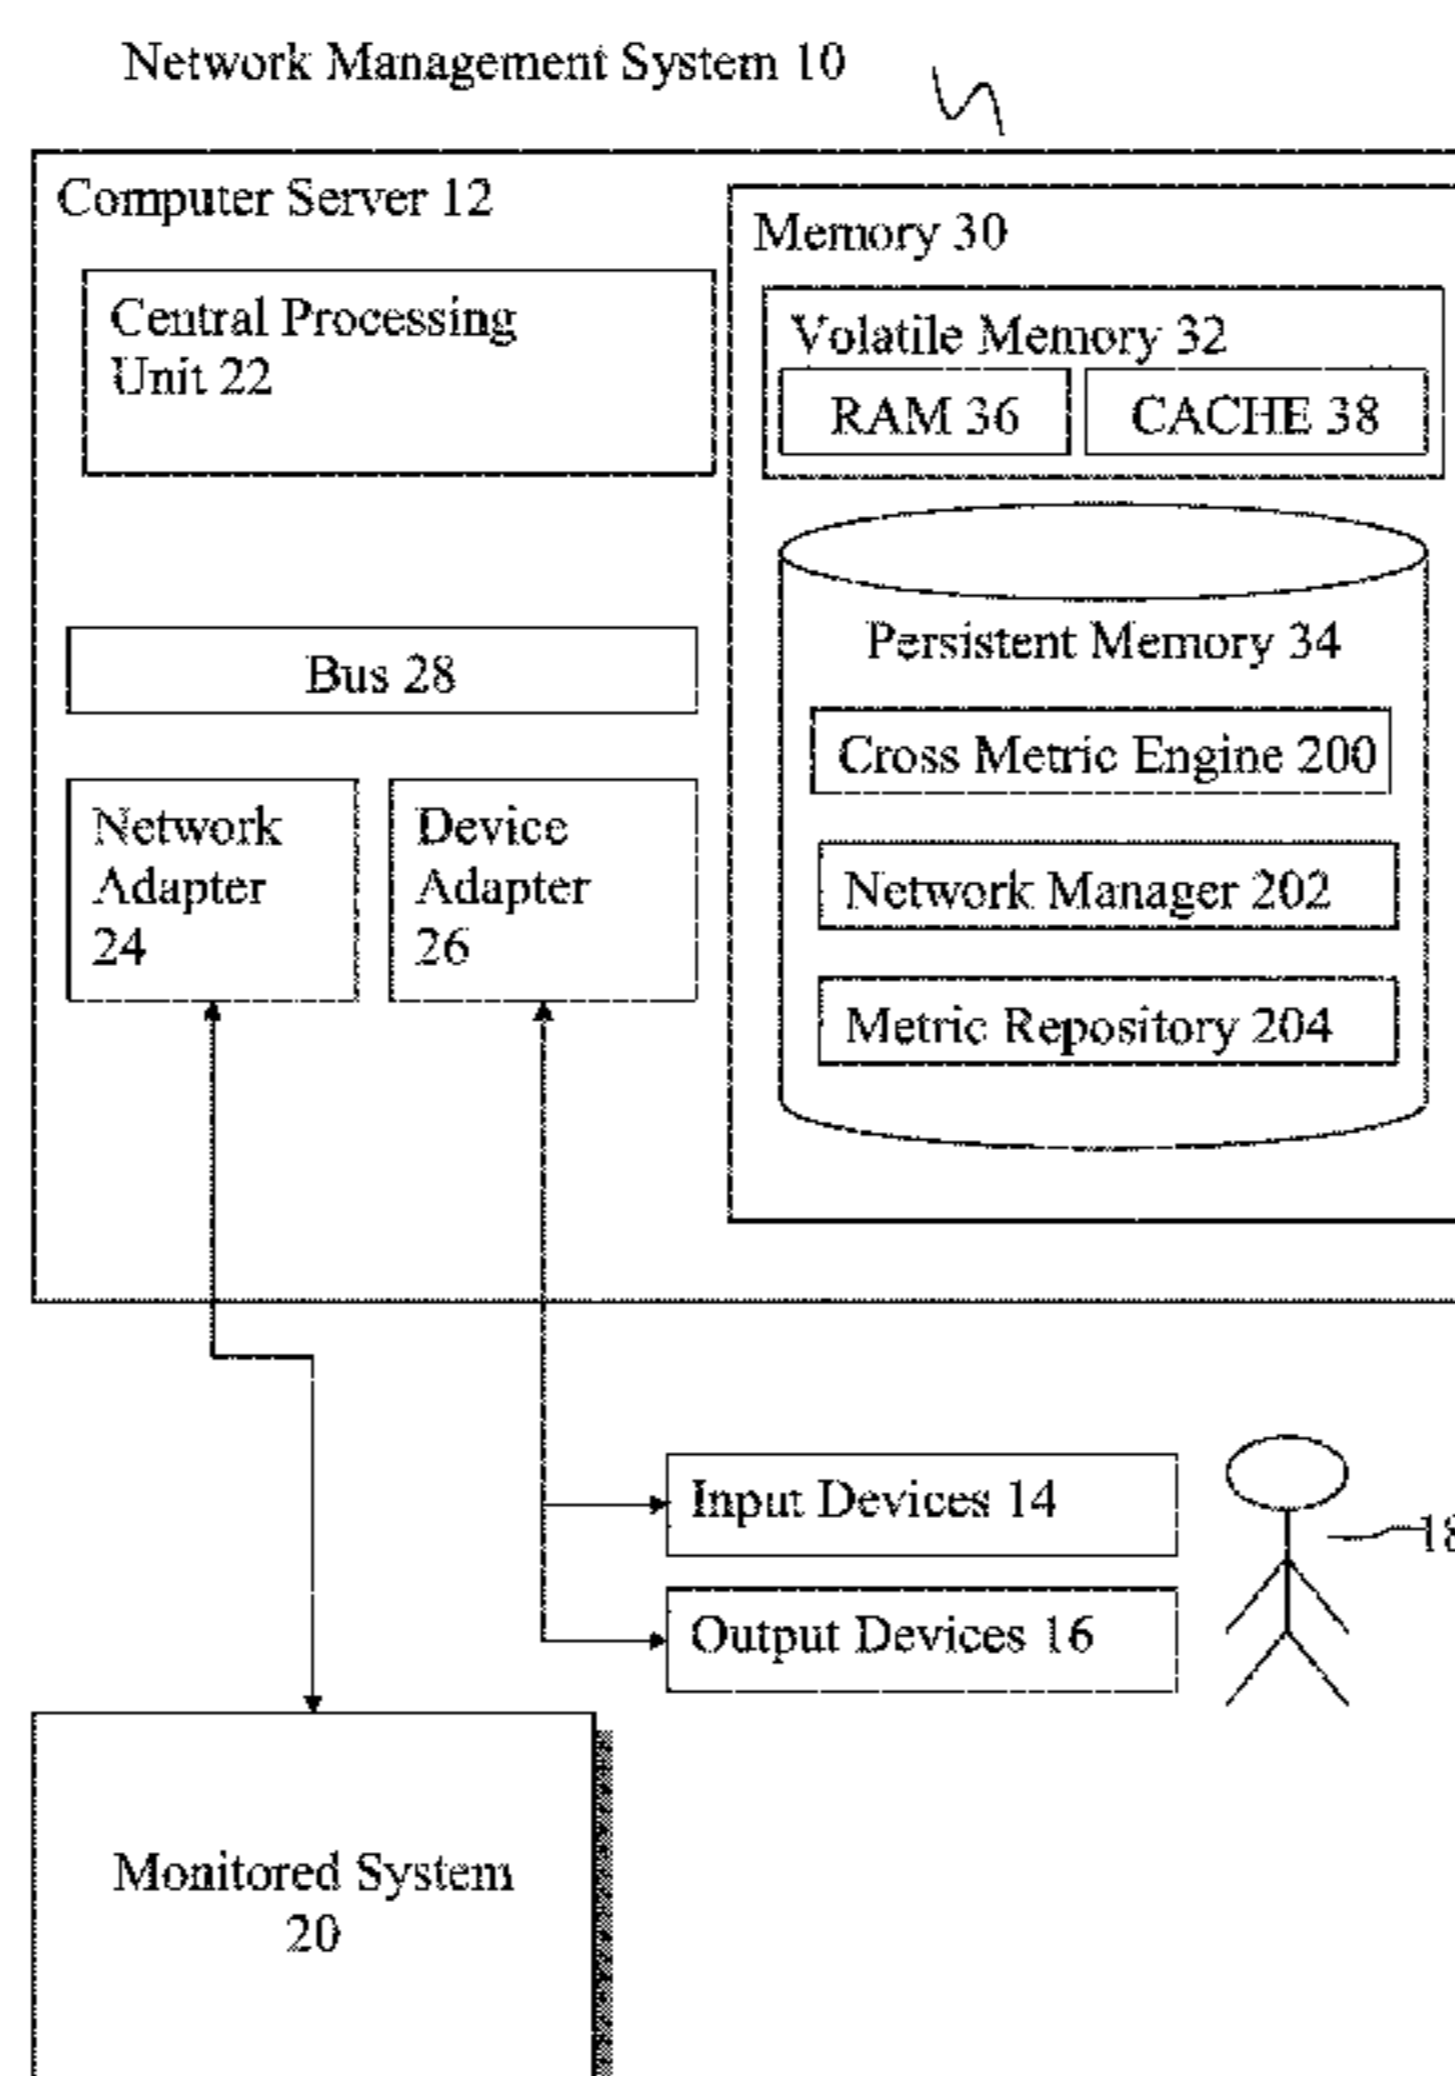 Network Management System 10
Computer Server 12
Central Processing
Unit 22
Bus 28
Network
Adapter
24
Device
Adapter
26
Memory 30
Volatile Memory 32
RAM 36
CACHE 38
Persistent Memory 34
Cross Metric Engine 200
Network Manager 202
Metric Repository 204
Input Devices 14
18
Output Devices 16
Monitored System
20